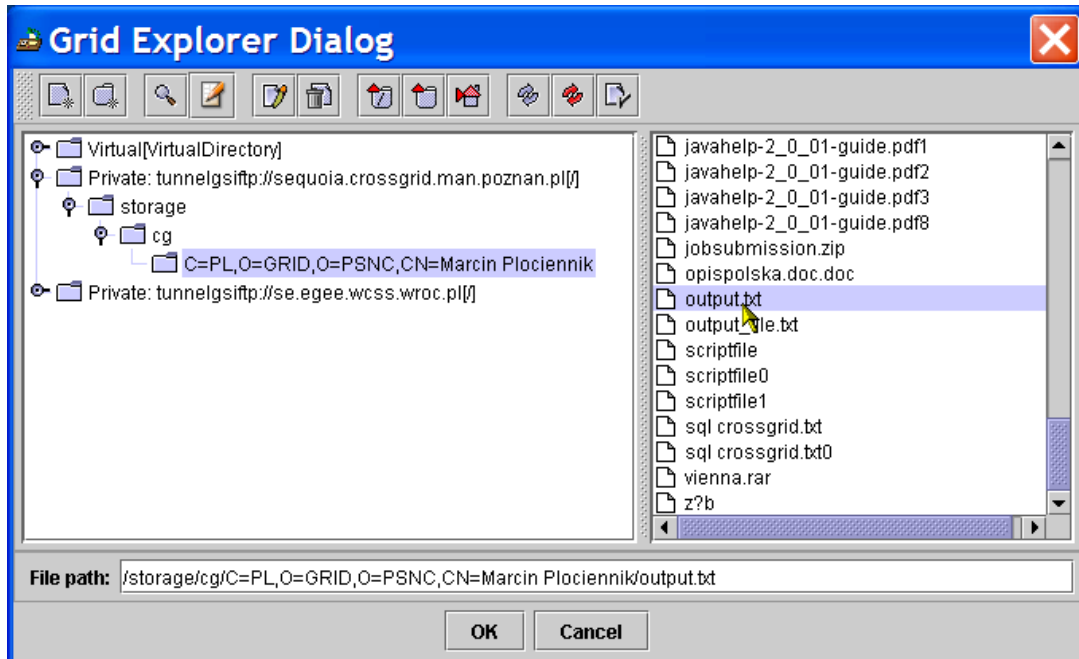 Grid Explorer Dialog
Virtual[VirtualDirectory]
Private: tunnelgsiftp://sequoia.crossgrid.man.poznan.pl[/]
storage
cg
C=PL,O=GRID,O=PSNC,CN=Marcin Plociennik
Private: tunnelgsiftp://se.egee.wcss.wroc.pl[/]
javahelp-2_0_01-guide.pdf1
javahelp-2_0_01-guide.pdf2
javahelp-2_0_01-guide.pdf3
javahelp-2_0_01-guide.pdf8
jobsubmission.zip
opispolska.doc.doc
output.txt
output_file.txt
scriptfile
scriptfile0
scriptfile1
sql crossgrid.txt
sql crossgrid.txt0
vienna.rar
z?b
File path: /storage/cg/C=PL,O=GRID,O=PSNC,CN=Marcin Plociennik/output.txt
OK Cancel